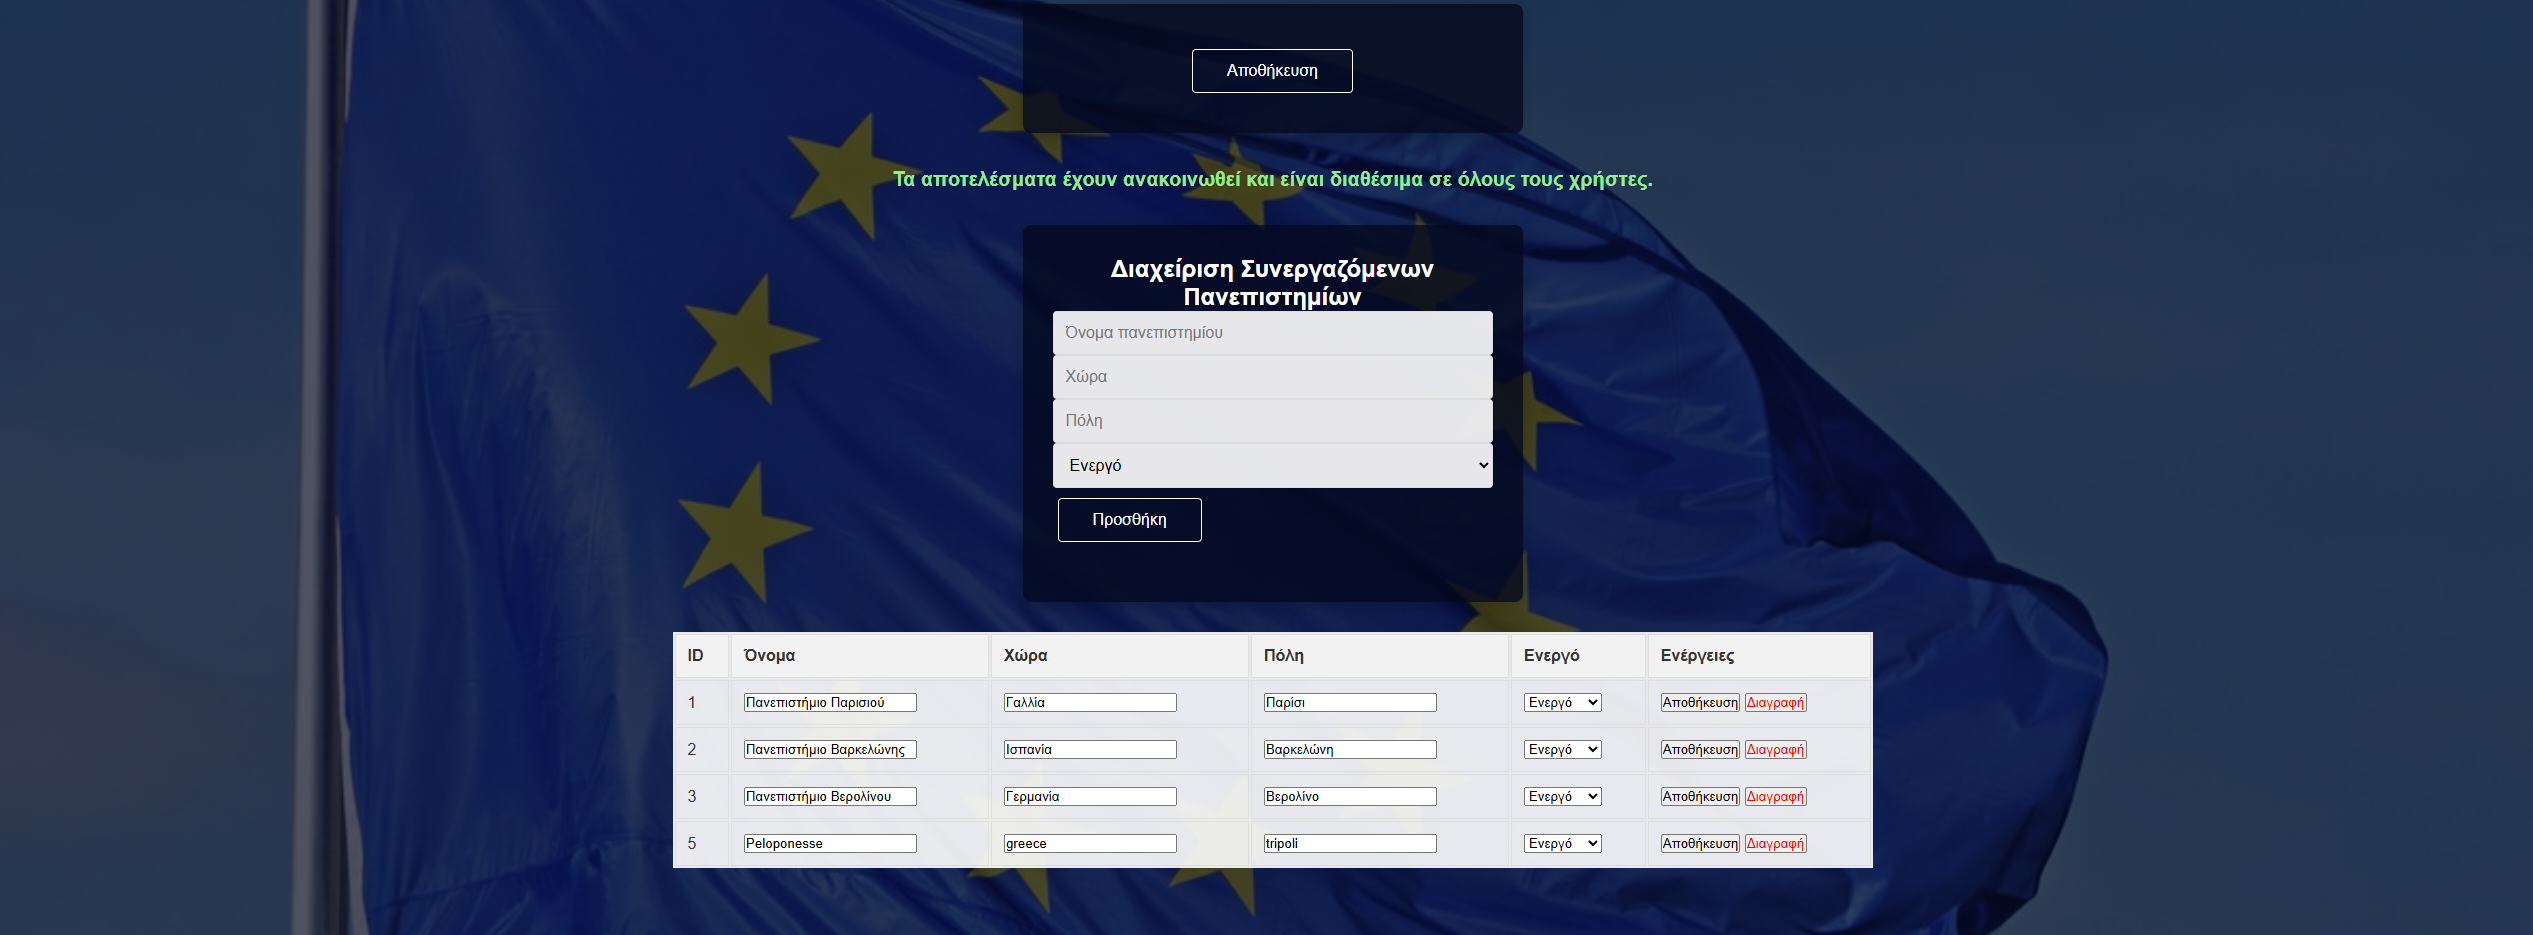 Αποθήκευση
Τα αποτελέσματα έχουν ανακοινωθεί και είναι διαθέσιμα σε όλους τους χρήστες.
Διαχείριση Συνεργαζόμενων
Πανεπιστημίων
Όνομα πανεπιστημίου
Χώρα
Πόλη
Ενεργό
Προσθήκη
ID Όνομα Χώρα Πόλη Ενεργό Ενέργειες
1 Πανεπιστήμιο Παρισιού Γαλλία Παρίσι Ενεργό Αποθήκευση Διαγραφή
2 Πανεπιστήμιο Βαρκελώνης Ισπανία Βαρκελώνη Ενεργό Αποθήκευση Διαγραφή
3 Πανεπιστήμιο Βερολίνου Γερμανία Βερολίνο Ενεργό Αποθήκευση Διαγραφή
5 Peloponesse greece tripoli Ενεργό Αποθήκευση Διαγραφή